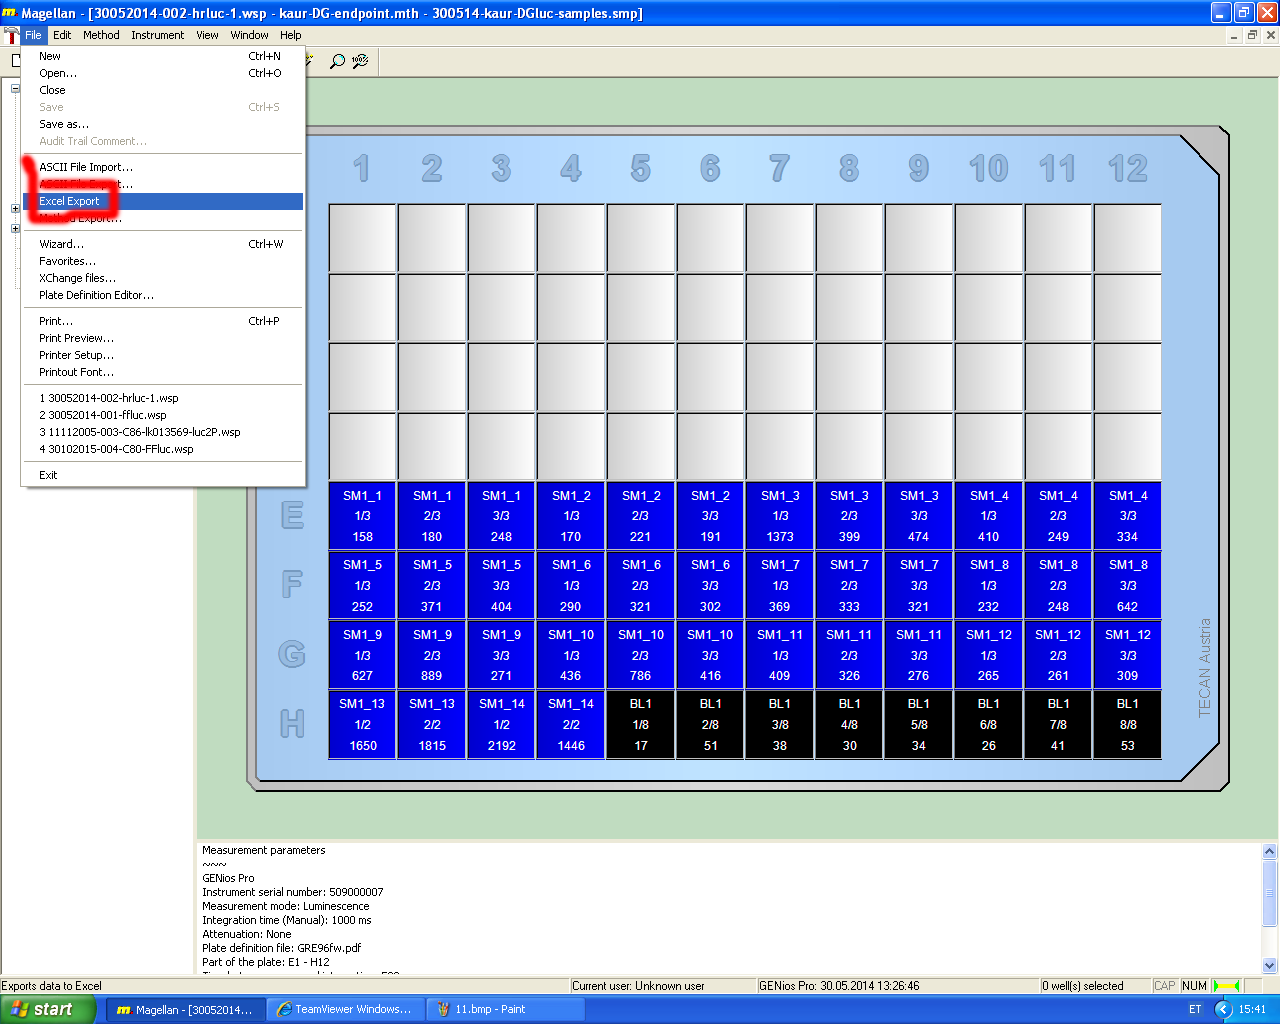 Magellan - [30052014-002-hrluc-1.wsp - kaur-DG-endpoint.mth - 300514-kaur-DGluc-samples.smp]
File Edit Method Instrument View Window Help
New Ctrl+N
Open... Ctrl+O
Close
Save Ctrl+S
Save as...
Audit Trail Comment...
ASCII File Import...
ASCII File Export...
Excel Export
Method Export...
Wizard... Ctrl+W
Favorites...
XChange files...
Plate Definition Editor...
Print... Ctrl+P
Print Preview...
Printer Setup...
Printout Font...
1 30052014-002-hrluc-1.wsp
2 30052014-001-ffluc.wsp
3 11112005-003-C86-lk013569-luc2P.wsp
4 30102015-004-C80-FFluc.wsp
Exit
1 2 3 4 5 6 7 8 9 10 11 12
E
SM1_1 SM1_1 SM1_1 SM1_2 SM1_2 SM1_2 SM1_3 SM1_3 SM1_3 SM1_4 SM1_4 SM1_4
1/3 2/3 3/3 1/3 2/3 3/3 1/3 2/3 3/3 1/3 2/3 3/3
158 180 248 170 221 191 1373 399 474 410 249 334
F
SM1_5 SM1_5 SM1_5 SM1_6 SM1_6 SM1_6 SM1_7 SM1_7 SM1_7 SM1_8 SM1_8 SM1_8
1/3 2/3 3/3 1/3 2/3 3/3 1/3 2/3 3/3 1/3 2/3 3/3
252 371 404 290 321 302 369 333 321 232 248 642
G
SM1_9 SM1_9 SM1_9 SM1_10 SM1_10 SM1_10 SM1_11 SM1_11 SM1_11 SM1_12 SM1_12 SM1_12
1/3 2/3 3/3 1/3 2/3 3/3 1/3 2/3 3/3 1/3 2/3 3/3
627 889 271 436 786 416 409 326 276 265 261 309
H
SM1_13 SM1_13 SM1_14 SM1_14 BL1 BL1 BL1 BL1 BL1 BL1 BL1 BL1
1/2 2/2 1/2 2/2 1/8 2/8 3/8 4/8 5/8 6/8 7/8 8/8
1650 1815 2192 1446 17 51 38 30 34 26 41 53
TECAN Austria
Measurement parameters
~~~
GENios Pro
Instrument serial number: 509000007
Measurement mode: Luminescence
Integration time (Manual): 1000 ms
Attenuation: None
Plate definition file: GRE96fw.pdf
Part of the plate: E1 - H12
Exports data to Excel Current user: Unknown user GENios Pro: 30.05.2014 13:26:46 0 well(s) selected CAP NUM
start Magellan - [30052014... TeamViewer Windows... 11.bmp - Paint ET 15:41